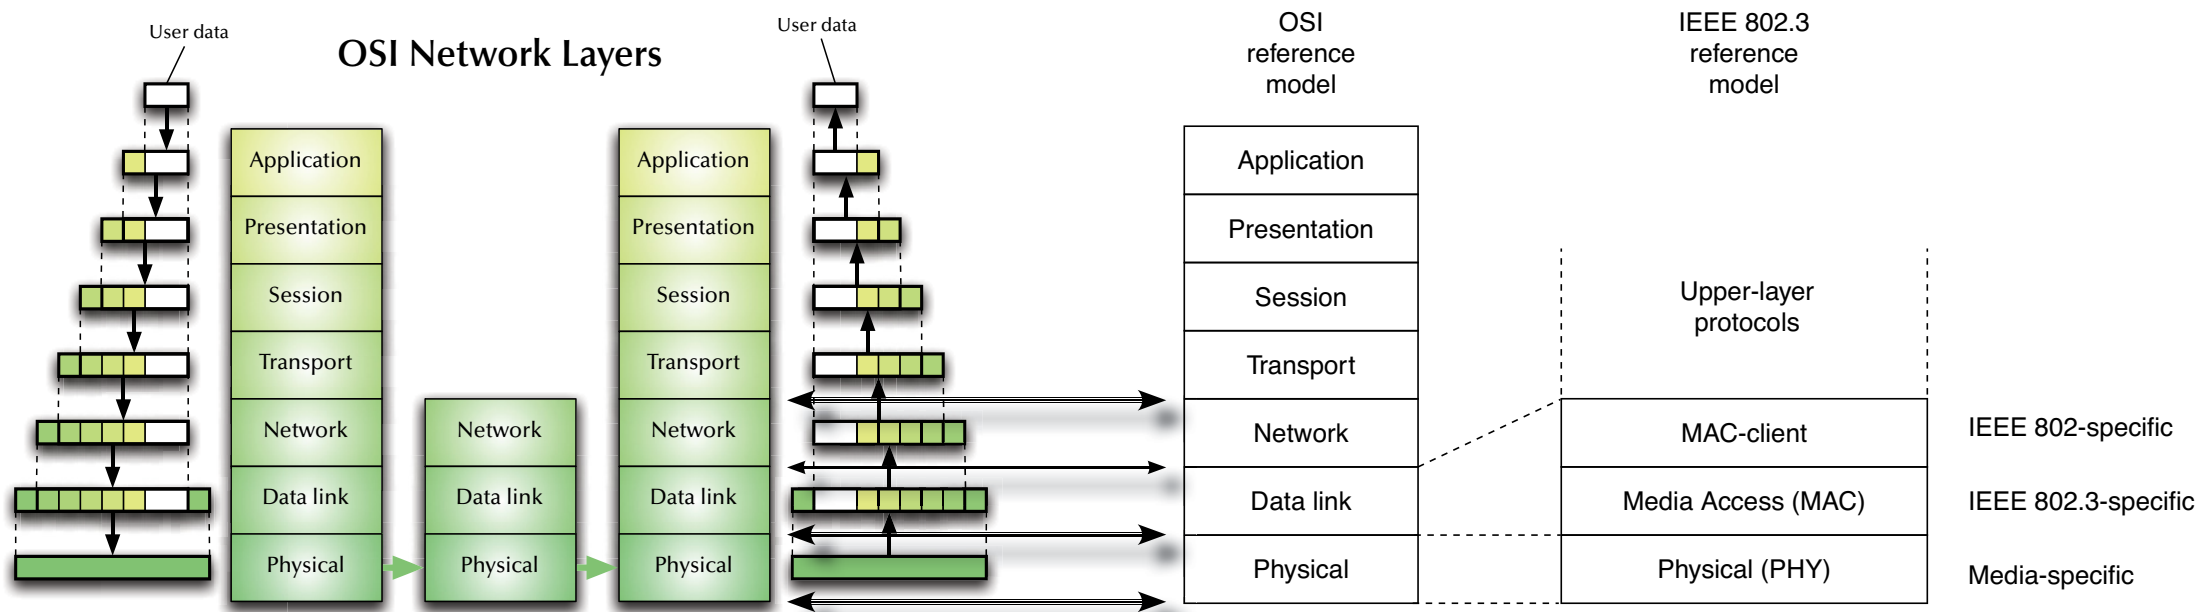 User data
OSI Network Layers
User data
Application
Presentation
Session
Transport
Network
Data link
Physical
Network
Data link
Physical
Application
Presentation
Session
Transport
Network
Data link
Physical
OSI
reference
model
Application
Presentation
Session
Transport
Network
Data link
Physical
IEEE 802.3
reference
model
Upper-layer
protocols
MAC-client
Media Access (MAC)
Physical (PHY)
IEEE 802-specific
IEEE 802.3-specific
Media-specific